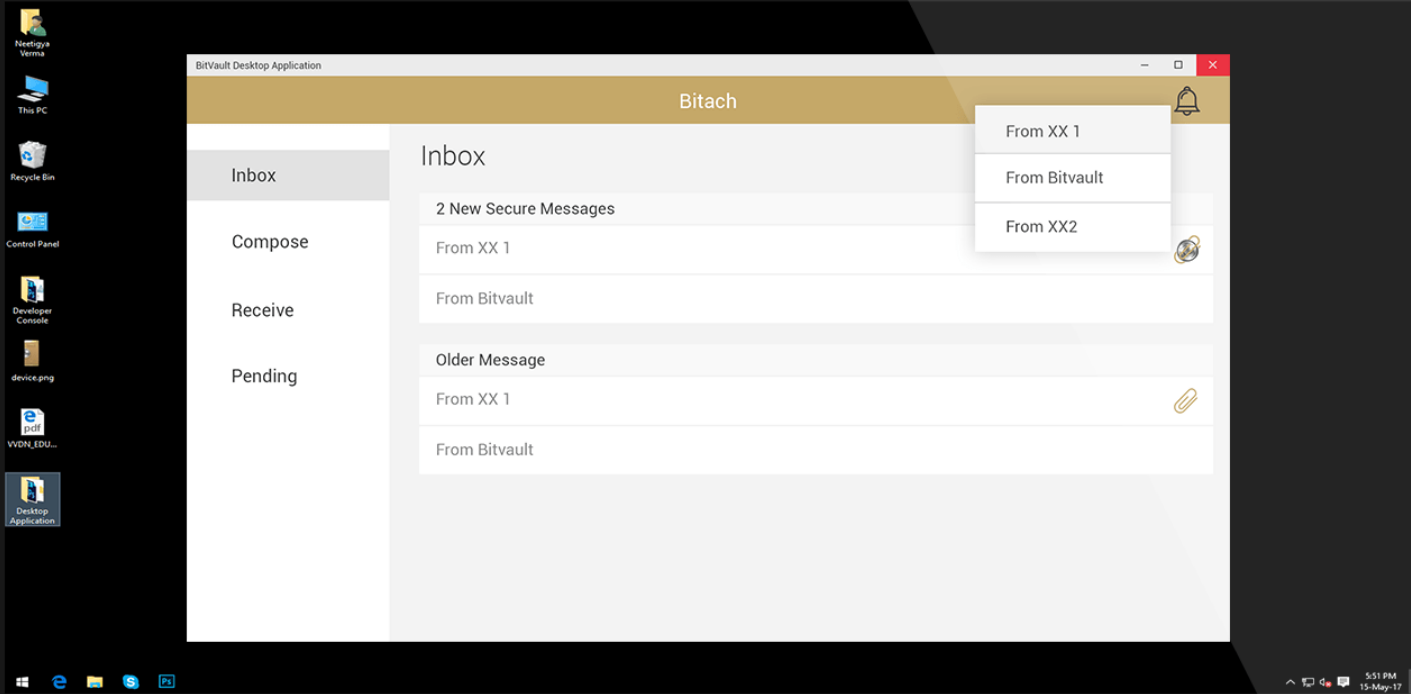 Neetigya
Verma
This PC
Recycle Bin
Control Panel
Developer
Console
device.png
pdf
VVDN_EDU...
Desktop
Application
BitVault Desktop Application
Bitach
Inbox
Compose
Receive
Pending
Inbox
2 New Secure Messages
From XX 1
From Bitvault
Older Message
From XX 1
From Bitvault
From XX 1
From Bitvault
From XX2
Ps
5:51 PM
15-May-17